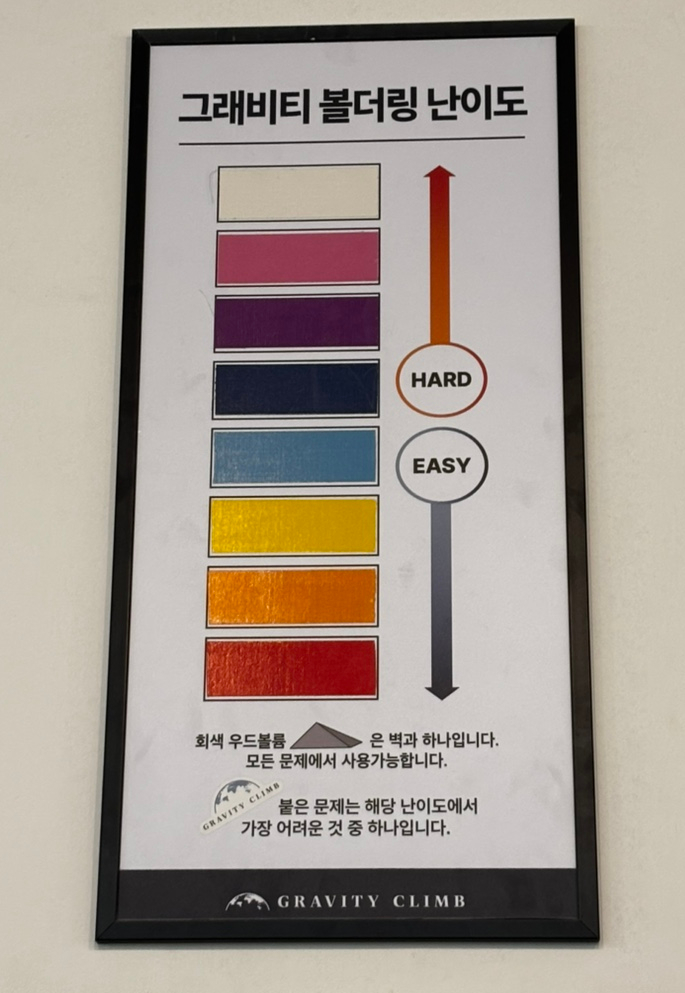 그래비티 볼더링 난이도
HARD
EASY
회색 우드볼륨 은 벽과 하나입니다.
모든 문제에서 사용가능합니다.
GRAVITY CLIMB 붙은 문제는 해당 난이도에서
가장 어려운 것 중 하나입니다.
GRAVITY CLIMB